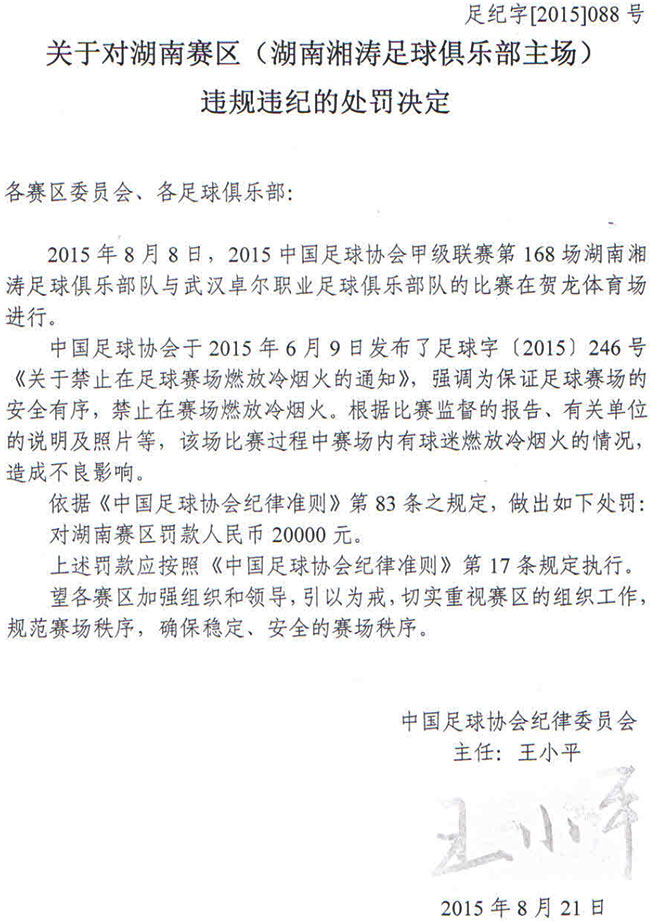 足纪字[2015]088 号
关于对湖南赛区（湖南湘涛足球俱乐部主场）
违规违纪的处罚决定
各赛区委员会、各足球俱乐部：
2015 年 8 月 8 日，2015 中国足球协会甲级联赛第 168 场湖南湘
涛足球俱乐部队与武汉卓尔职业足球俱乐部队的比赛在贺龙体育场
进行。
中国足球协会于 2015 年 6 月 9 日发布了足球字〔2015〕246 号
《关于禁止在足球赛场燃放冷烟火的通知》，强调为保证足球赛场的
安全有序，禁止在赛场燃放冷烟火。根据比赛监督的报告、有关单位
的说明及照片等，该场比赛过程中赛场内有球迷燃放冷烟火的情况，
造成不良影响。
依据《中国足球协会纪律准则》第 83 条之规定，做出如下处罚：
对湖南赛区罚款人民币 20000 元。
上述罚款应按照《中国足球协会纪律准则》第 17 条规定执行。
望各赛区加强组织和领导，引以为戒，切实重视赛区的组织工作，
规范赛场秩序，确保稳定、安全的赛场秩序。
中国足球协会纪律委员会
主任：王小平
王小平
2015 年 8 月 21 日